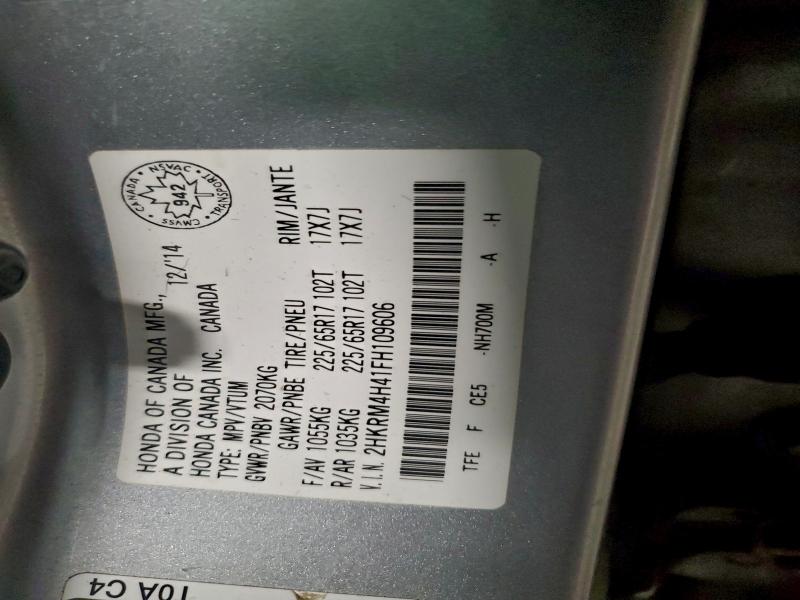 HONDA OF CANADA MFG., 12/'14
A DIVISION OF
HONDA CANADA INC. CANADA
TYPE: MPV/VTUM
GVWR/PNBV 2070KG
GAWR/PNBE TIRE/PNEU RIM/JANTE
F/AV 1055KG 225/65R17 102T 17X7J
R/AR 1035KG 225/65R17 102T 17X7J
V.I.N. 2HKRM4H41FH109606
TFE F CE5 -NH700M -A -H
CANADA • NSVAC • TRANSPORT • CMVSS •
942
10A C4